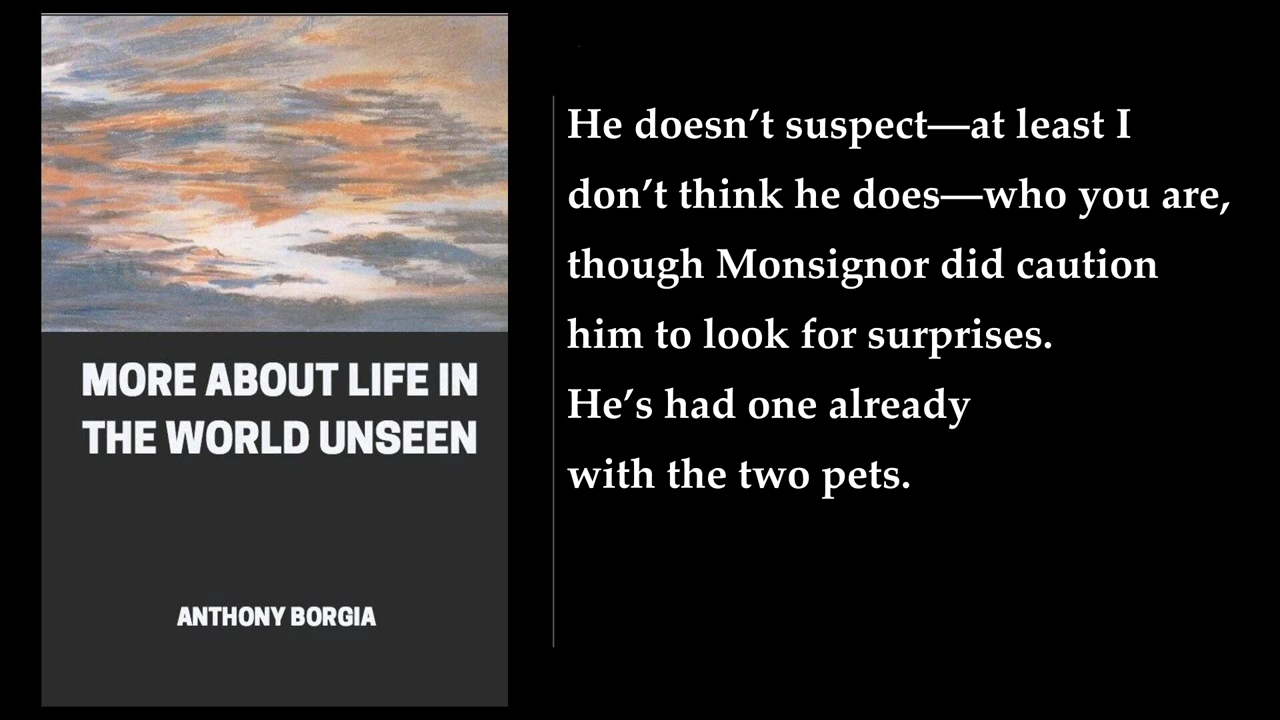 MORE ABOUT LIFE IN
THE WORLD UNSEEN
ANTHONY BORGIA
He doesn’t suspect—at least I
don’t think he does—who you are,
though Monsignor did caution
him to look for surprises.
He’s had one already
with the two pets.